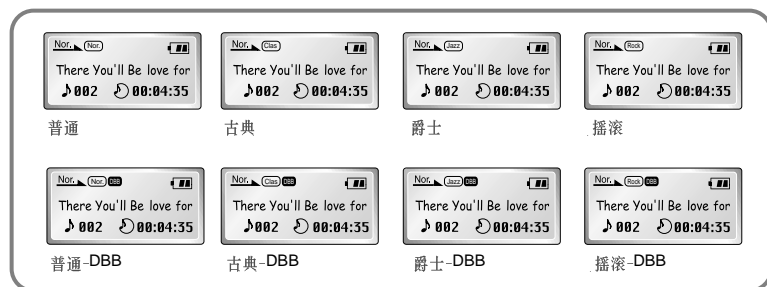 Nor. Nor.
There You'll Be love for
002 00:04:35
普通
Nor. Clas
There You'll Be love for
002 00:04:35
古典
Nor. Jazz
There You'll Be love for
002 00:04:35
爵士
Nor. Rock
There You'll Be love for
002 00:04:35
摇滚
Nor. Nor. DBB
There You'll Be love for
002 00:04:35
普通-DBB
Nor. Clas DBB
There You'll Be love for
002 00:04:35
古典-DBB
Nor. Jazz DBB
There You'll Be love for
002 00:04:35
爵士-DBB
Nor. Rock DBB
There You'll Be love for
002 00:04:35
摇滚-DBB